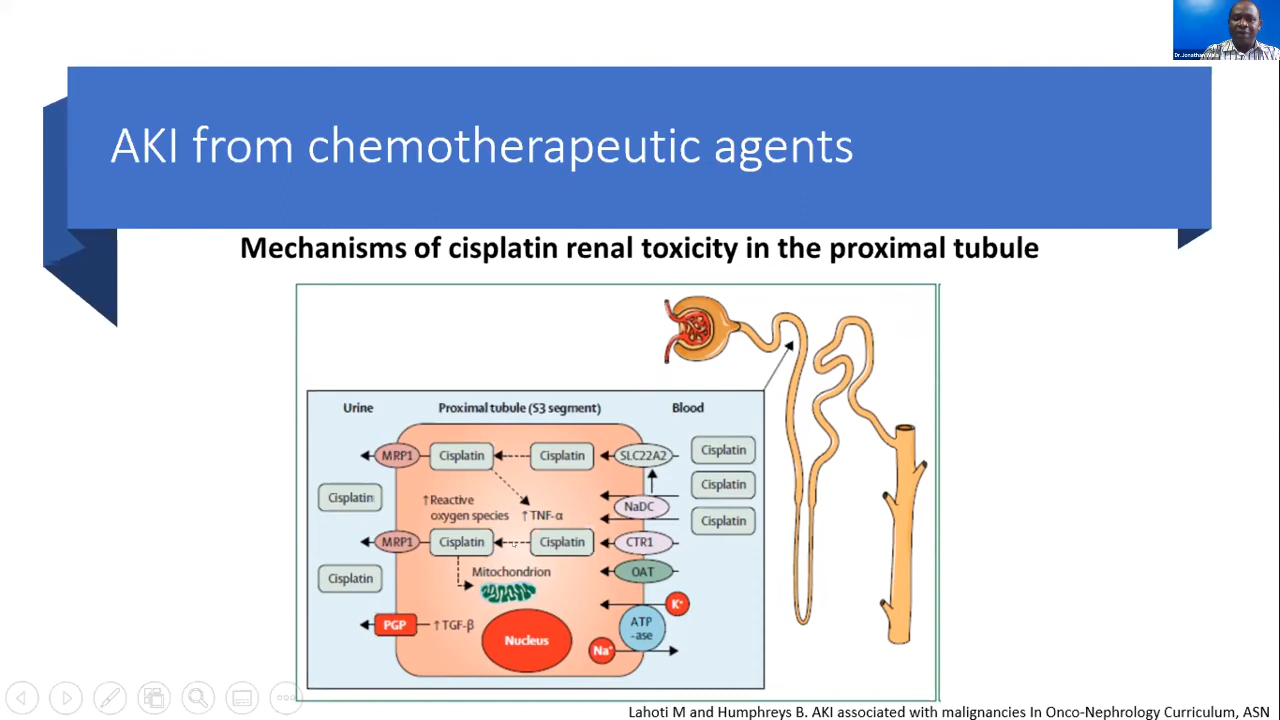 Dr.Jonathan Wala
AKI from chemotherapeutic agents
Mechanisms of cisplatin renal toxicity in the proximal tubule
Urine
Proximal tubule (S3 segment)
Blood
MRP1
Cisplatin
Cisplatin
SLC22A2
Cisplatin
Cisplatin
Cisplatin
Cisplatin
↑Reactive
oxygen species
↑TNF-α
NaDC
MRP1
Cisplatin
Cisplatin
CTR1
Mitochondrion
OAT
Cisplatin
K+
PGP
↑TGF-β
Nucleus
ATP
-ase
Na+
Lahoti M and Humphreys B. AKI associated with malignancies In Onco-Nephrology Curriculum, ASN